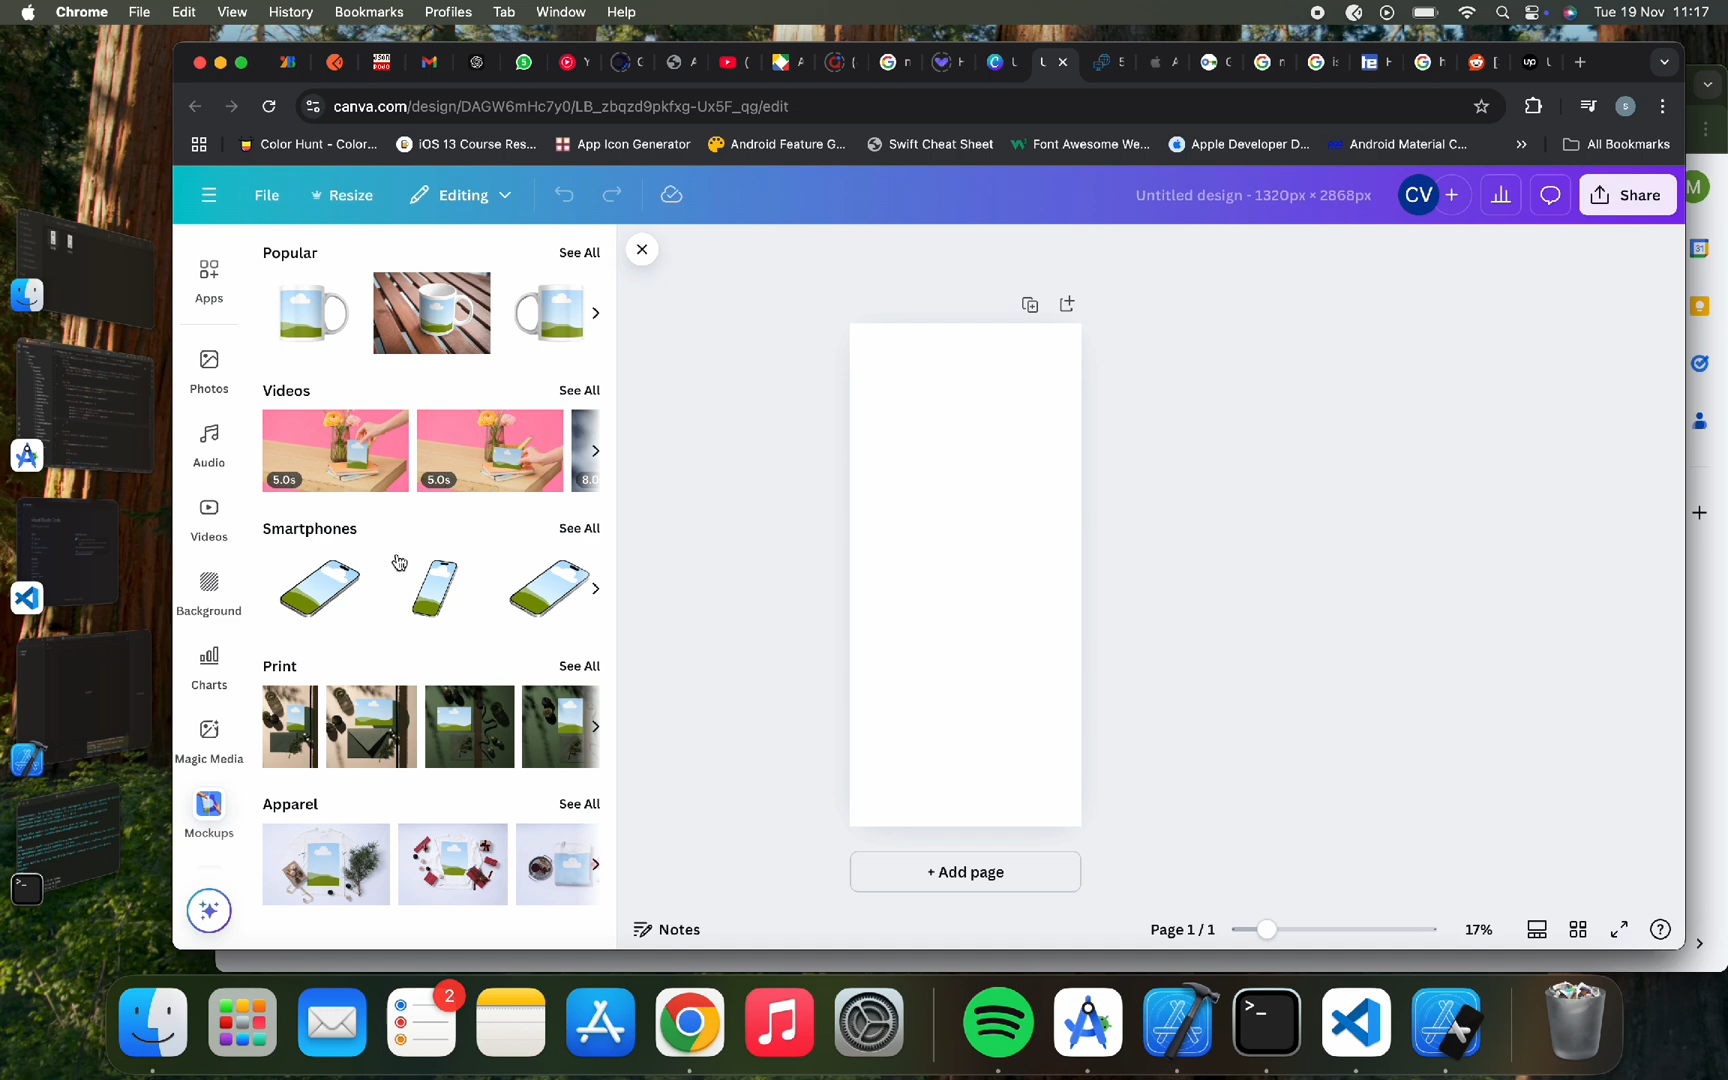 Chrome File Edit View History Bookmarks Profiles Tab Window Help Tue 19 Nov 11:17
canva.com/design/DAGW6mHc7y0/LB_zbqzd9pkfxg-Ux5F_qg/edit
Color Hunt - Color... iOS 13 Course Res... App Icon Generator Android Feature G... Swift Cheat Sheet Font Awesome We... Apple Developer D... Android Material C... All Bookmarks
File Resize Editing Untitled design - 1320px × 2868px CV Share
Popular See All
Apps
Photos
Videos See All
Audio
5.0s 5.0s 8.0
Smartphones See All
Videos
Background
Print See All
Charts
Magic Media
Apparel See All
Mockups
+ Add page
Notes Page 1 / 1 17%
2